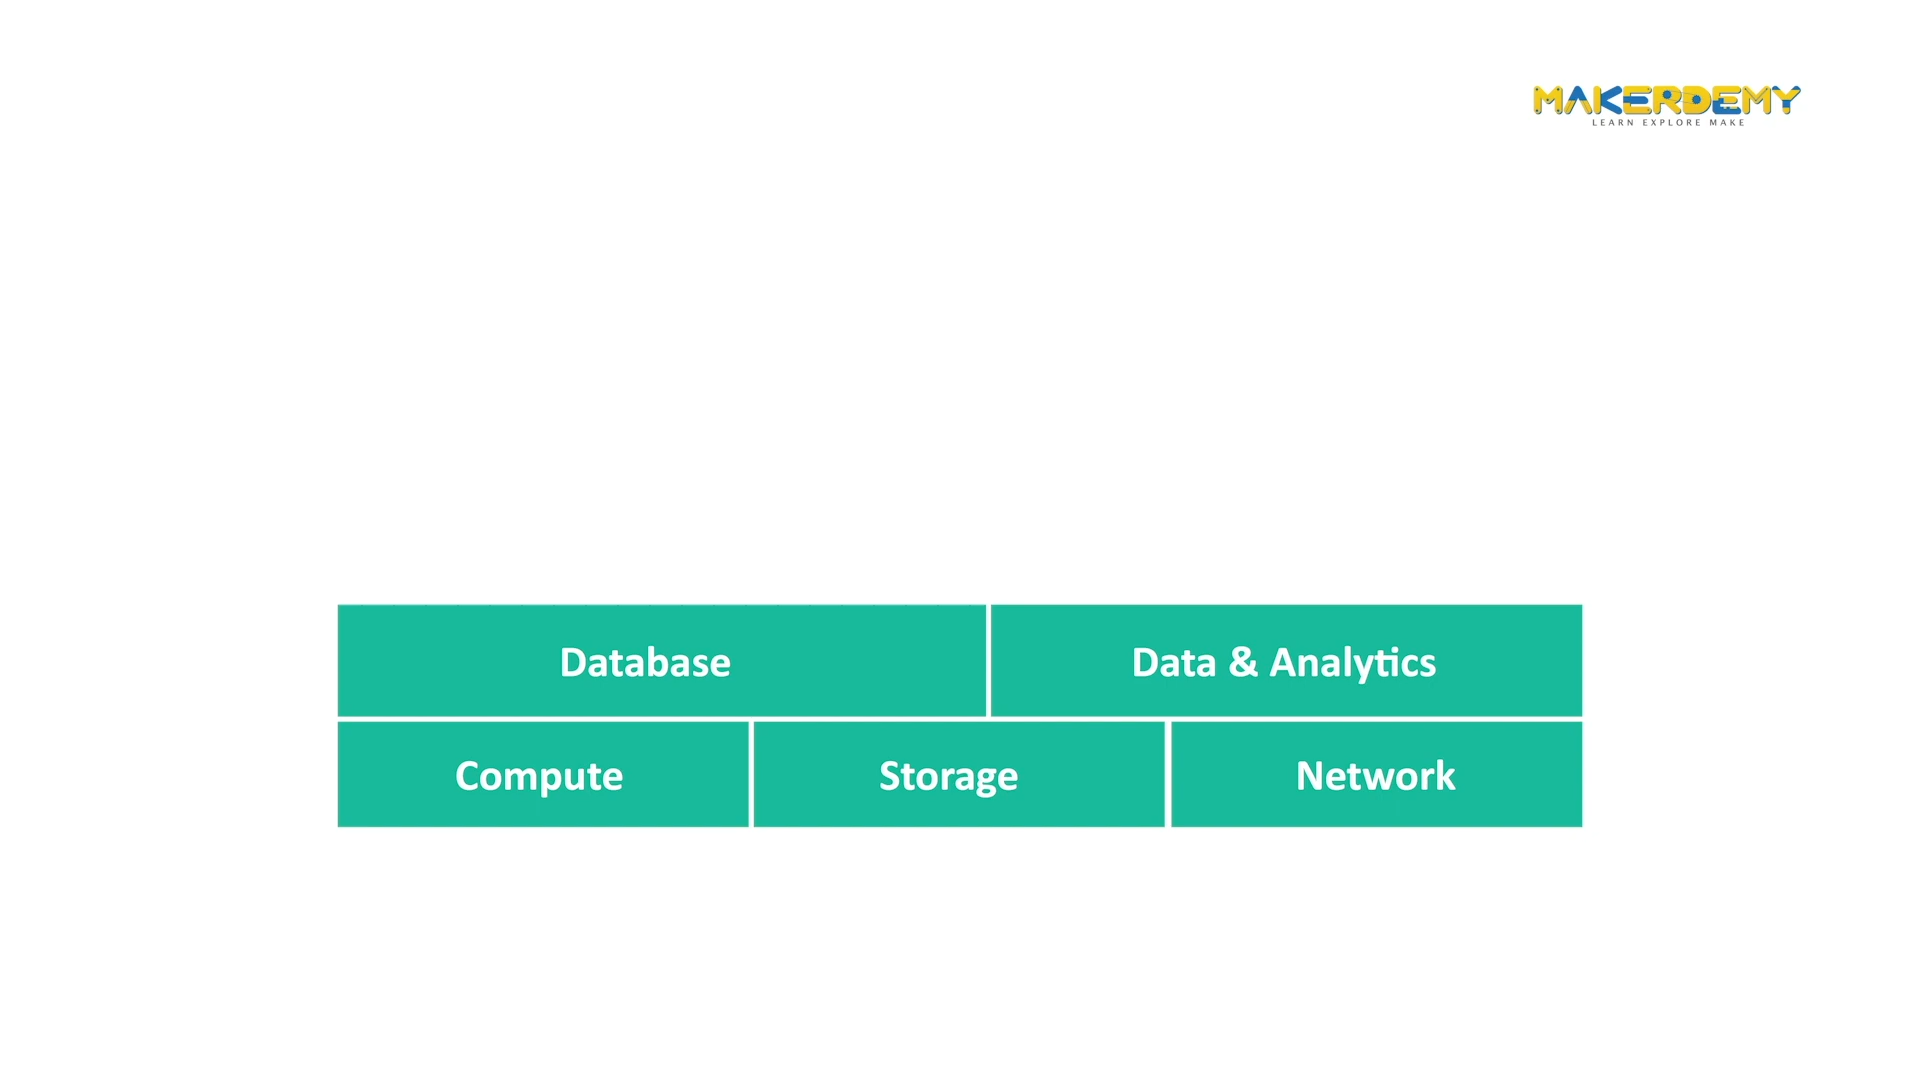 MAKERDEMY
LEARN EXPLORE MAKE
Database
Data & Analytics
Compute
Storage
Network